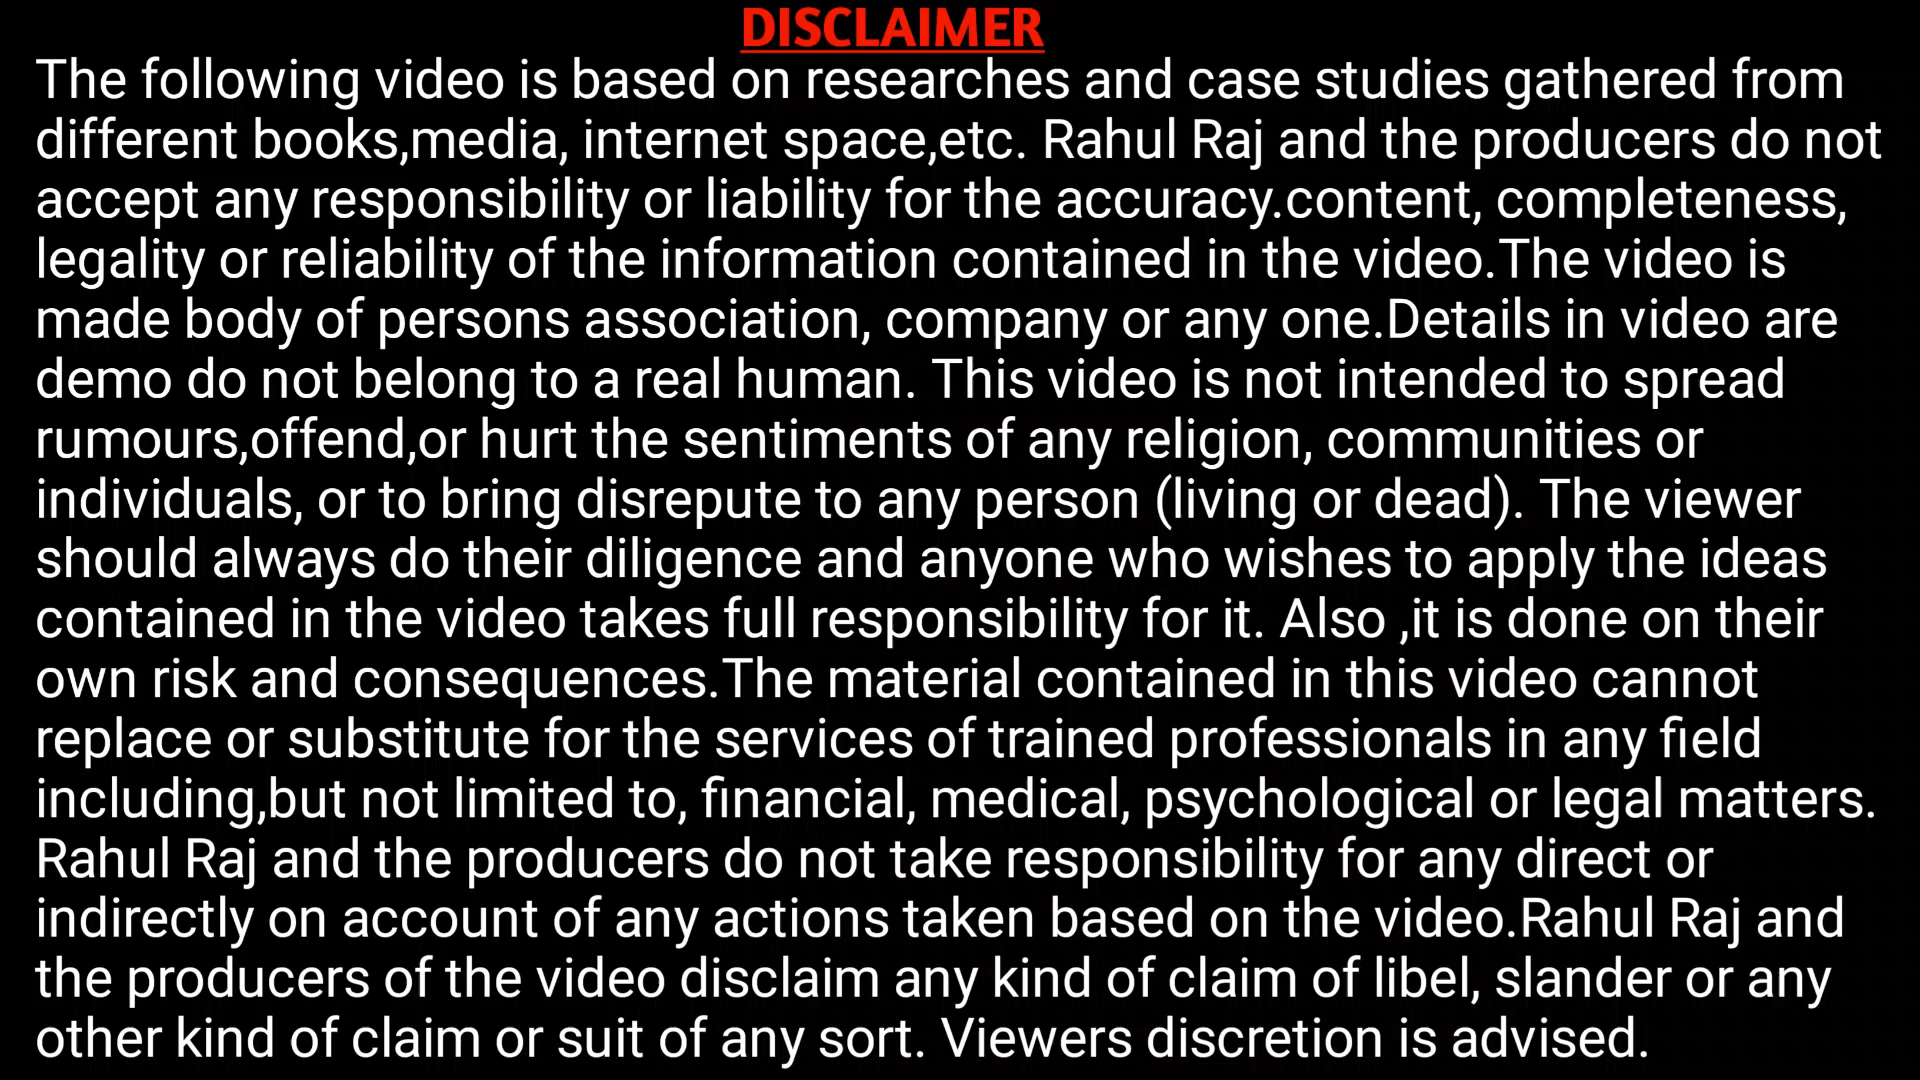 DISCLAIMER
The following video is based on researches and case studies gathered from
different books,media, internet space,etc. Rahul Raj and the producers do not
accept any responsibility or liability for the accuracy.content, completeness,
legality or reliability of the information contained in the video.The video is
made body of persons association, company or any one.Details in video are
demo do not belong to a real human. This video is not intended to spread
rumours,offend,or hurt the sentiments of any religion, communities or
individuals, or to bring disrepute to any person (living or dead). The viewer
should always do their diligence and anyone who wishes to apply the ideas
contained in the video takes full responsibility for it. Also ,it is done on their
own risk and consequences.The material contained in this video cannot
replace or substitute for the services of trained professionals in any field
including,but not limited to, financial, medical, psychological or legal matters.
Rahul Raj and the producers do not take responsibility for any direct or
indirectly on account of any actions taken based on the video.Rahul Raj and
the producers of the video disclaim any kind of claim of libel, slander or any
other kind of claim or suit of any sort. Viewers discretion is advised.